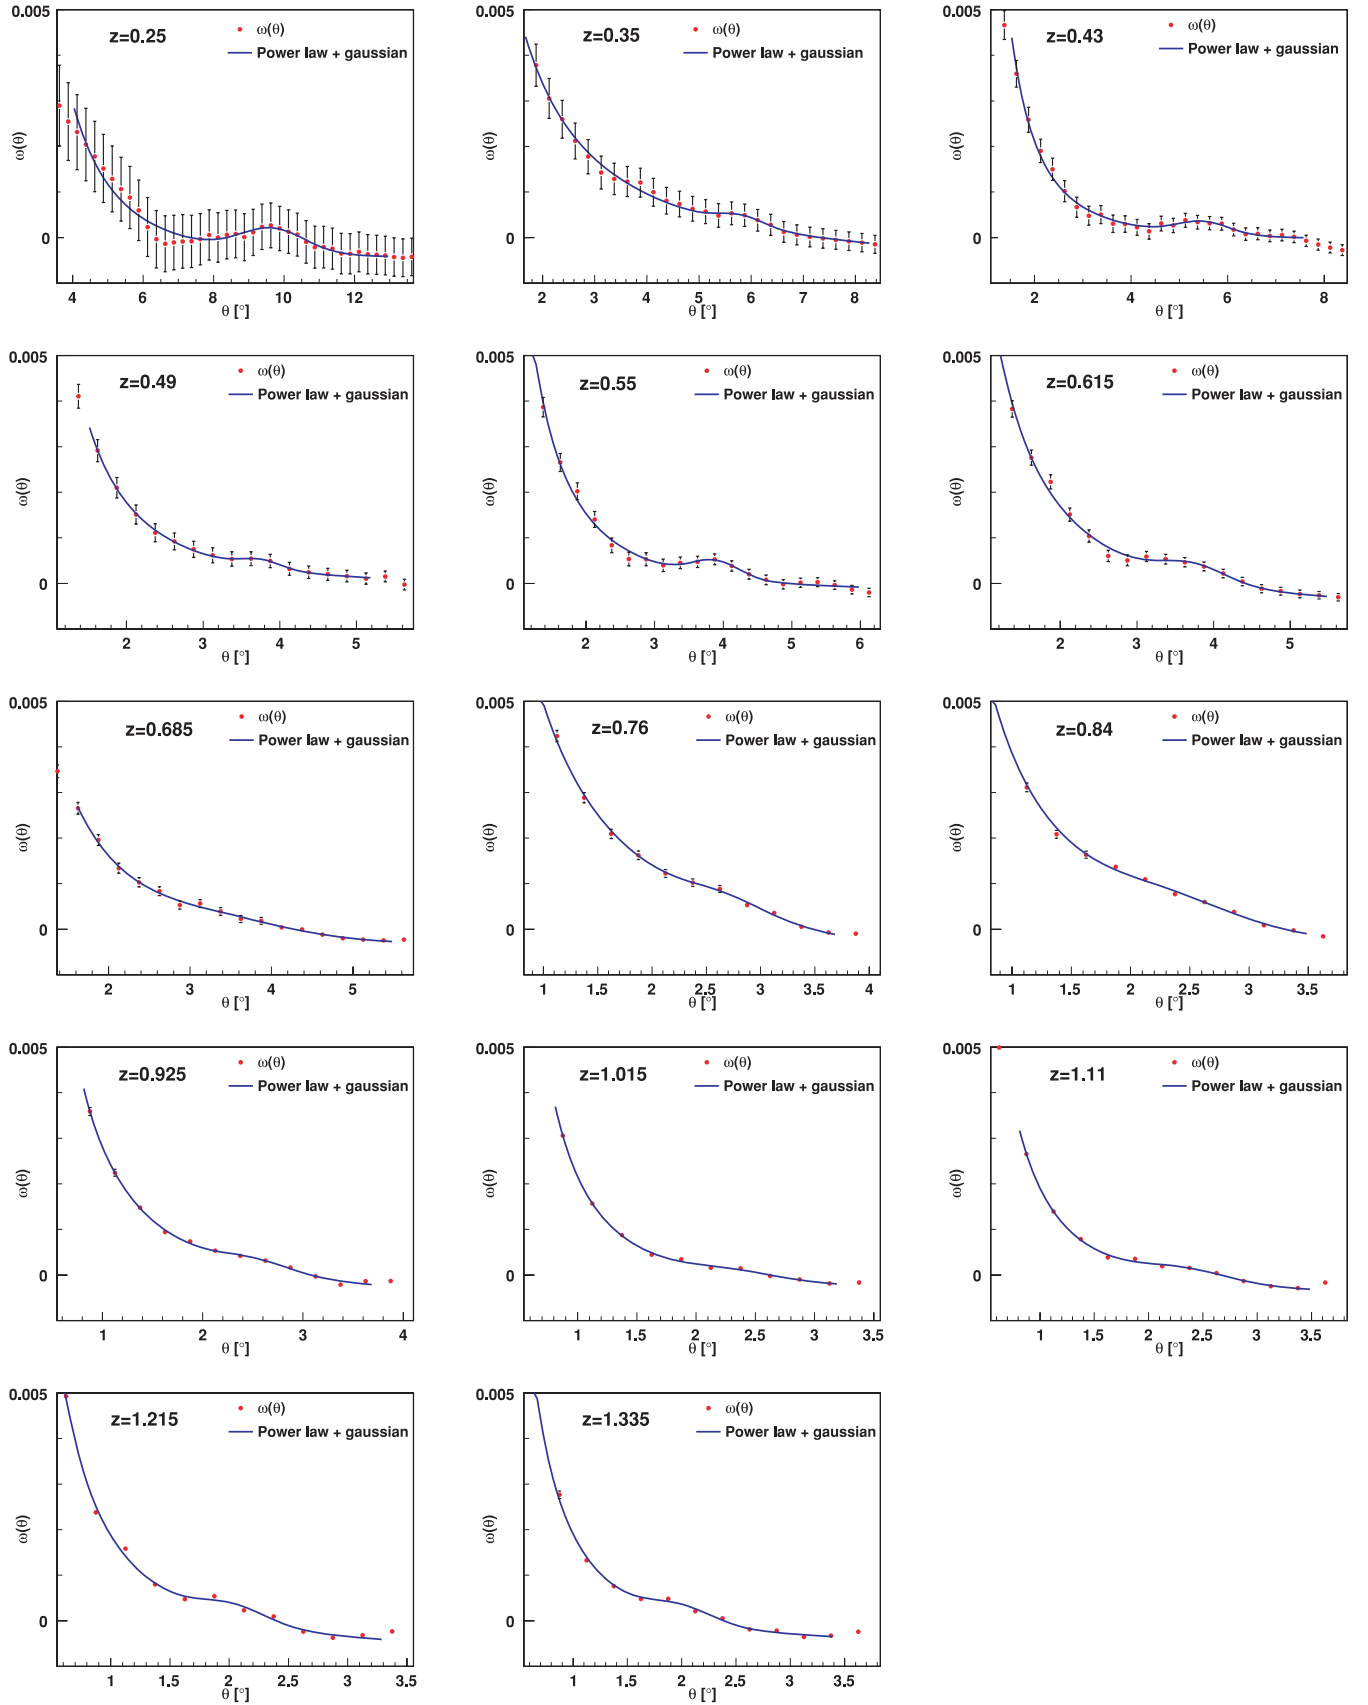 0.005
z=0.25
ω(θ)
Power law + gaussian
ω(θ)
0
4 6 8 10 12
θ [°]
0.005
z=0.35
ω(θ)
Power law + gaussian
ω(θ)
0
2 3 4 5 6 7 8
θ [°]
0.005
z=0.43
ω(θ)
Power law + gaussian
ω(θ)
0
2 4 6 8
θ [°]
0.005
z=0.49
ω(θ)
Power law + gaussian
ω(θ)
0
2 3 4 5
θ [°]
0.005
z=0.55
ω(θ)
Power law + gaussian
ω(θ)
0
2 3 4 5 6
θ [°]
0.005
z=0.615
ω(θ)
Power law + gaussian
ω(θ)
0
2 3 4 5
θ [°]
0.005
z=0.685
ω(θ)
Power law + gaussian
ω(θ)
0
2 3 4 5
θ [°]
0.005
z=0.76
ω(θ)
Power law + gaussian
ω(θ)
0
1 1.5 2 2.5 3 3.5 4
θ [°]
0.005
z=0.84
ω(θ)
Power law + gaussian
ω(θ)
0
1 1.5 2 2.5 3 3.5
θ [°]
0.005
z=0.925
ω(θ)
Power law + gaussian
ω(θ)
0
1 2 3 4
θ [°]
0.005
z=1.015
ω(θ)
Power law + gaussian
ω(θ)
0
1 1.5 2 2.5 3 3.5
θ [°]
0.005
z=1.11
ω(θ)
Power law + gaussian
ω(θ)
0
1 1.5 2 2.5 3 3.5
θ [°]
0.005
z=1.215
ω(θ)
Power law + gaussian
ω(θ)
0
1 1.5 2 2.5 3 3.5
θ [°]
0.005
z=1.335
ω(θ)
Power law + gaussian
ω(θ)
0
1 1.5 2 2.5 3 3.5
θ [°]